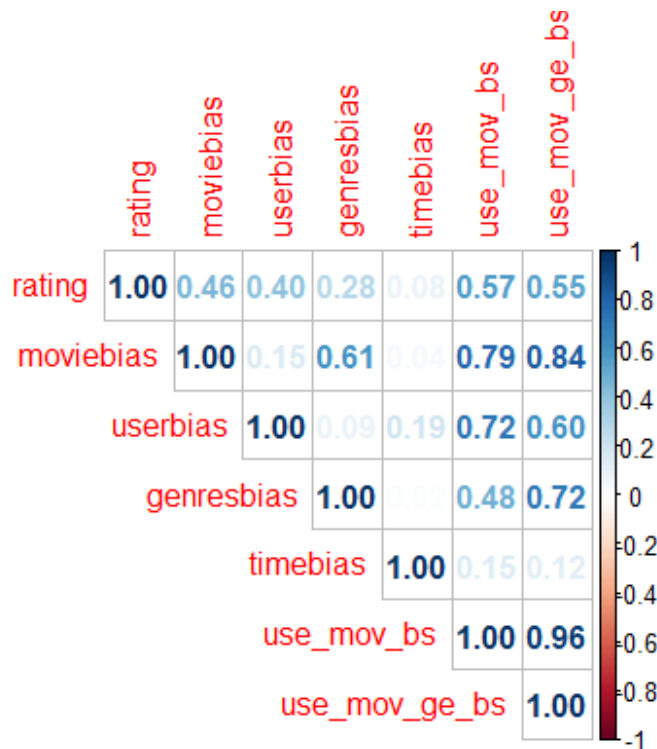 rating moviebias userbias genresbias timebias use_mov_bs use_mov_ge_bs
rating 1.00 0.46 0.40 0.28 0.08 0.57 0.55
moviebias 1.00 0.15 0.61 0.04 0.79 0.84
userbias 1.00 0.09 0.19 0.72 0.60
genresbias 1.00 0.02 0.48 0.72
timebias 1.00 0.15 0.12
use_mov_bs 1.00 0.96
use_mov_ge_bs 1.00
1
0.8
0.6
0.4
0.2
0
-0.2
-0.4
-0.6
-0.8
-1